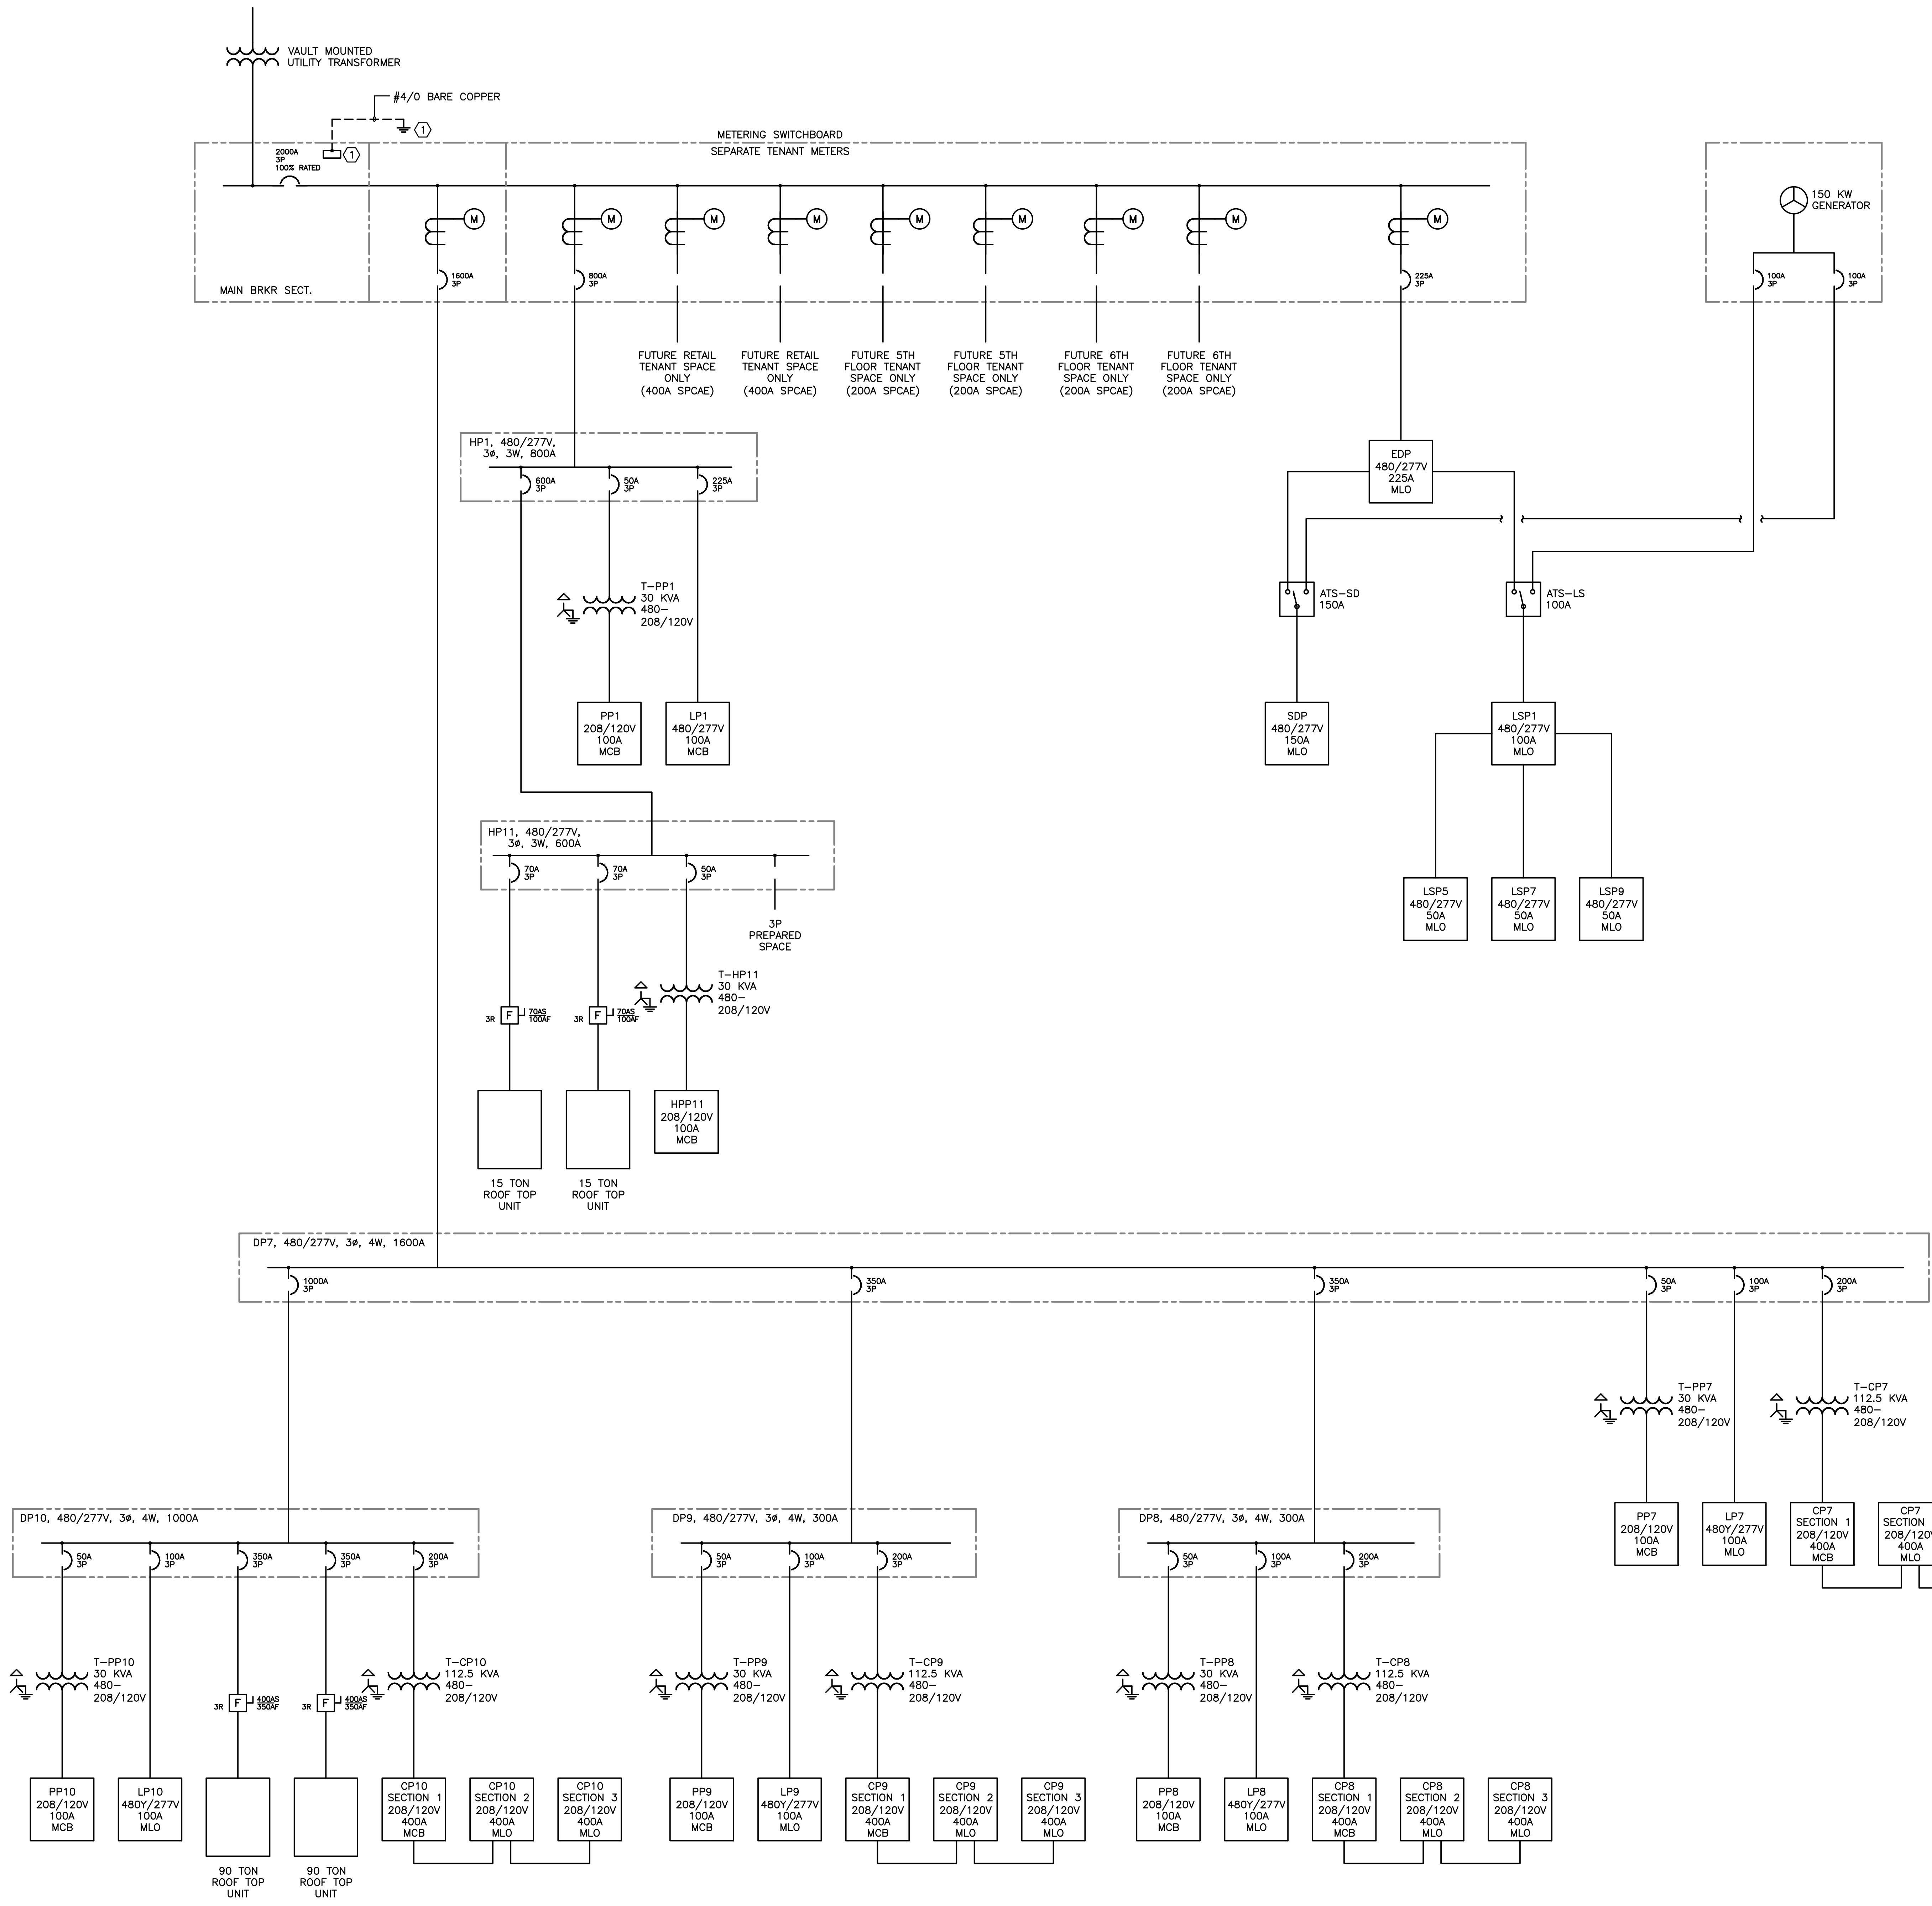 VAULT MOUNTED
UTILITY TRANSFORMER
#4/0 BARE COPPER
1
METERING SWITCHBOARD
SEPARATE TENANT METERS
2000A
3P
100% RATED
1
MAIN BRKR SECT.
M
M
M
M
M
M
M
M
M
1600A
3P
800A
3P
225A
3P
150 KW
GENERATOR
100A
3P
100A
3P
FUTURE RETAIL
TENANT SPACE
ONLY
(400A SPCAE)
FUTURE RETAIL
TENANT SPACE
ONLY
(400A SPCAE)
FUTURE 5TH
FLOOR TENANT
SPACE ONLY
(200A SPCAE)
FUTURE 5TH
FLOOR TENANT
SPACE ONLY
(200A SPCAE)
FUTURE 6TH
FLOOR TENANT
SPACE ONLY
(200A SPCAE)
FUTURE 6TH
FLOOR TENANT
SPACE ONLY
(200A SPCAE)
HP1, 480/277V,
3ø, 3W, 800A
600A
3P
50A
3P
225A
3P
EDP
480/277V
225A
MLO
T-PP1
30 KVA
480-
208/120V
ATS-SD
150A
ATS-LS
100A
PP1
208/120V
100A
MCB
LP1
480/277V
100A
MCB
SDP
480/277V
150A
MLO
LSP1
480/277V
100A
MLO
HP11, 480/277V,
3ø, 3W, 600A
70A
3P
70A
3P
50A
3P
3P
PREPARED
SPACE
LSP5
480/277V
50A
MLO
LSP7
480/277V
50A
MLO
LSP9
480/277V
50A
MLO
T-HP11
30 KVA
480-
208/120V
3R
F
70AS
100AF
3R
F
70AS
100AF
HPP11
208/120V
100A
MCB
15 TON
ROOF TOP
UNIT
15 TON
ROOF TOP
UNIT
DP7, 480/277V, 3ø, 4W, 1600A
1000A
3P
350A
3P
350A
3P
50A
3P
100A
3P
200A
3P
T-PP7
30 KVA
480-
208/120V
T-CP7
112.5 KVA
480-
208/120V
PP7
208/120V
100A
MCB
LP7
480Y/277V
100A
MLO
CP7
SECTION 1
208/120V
400A
MCB
CP7
SECTION
208/120V
400A
MLO
DP10, 480/277V, 3ø, 4W, 1000A
50A
3P
100A
3P
350A
3P
350A
3P
200A
3P
DP9, 480/277V, 3ø, 4W, 300A
50A
3P
100A
3P
200A
3P
DP8, 480/277V, 3ø, 4W, 300A
50A
3P
100A
3P
200A
3P
T-PP10
30 KVA
480-
208/120V
3R
F
400AS
350AF
3R
F
400AS
350AF
T-CP10
112.5 KVA
480-
208/120V
T-PP9
30 KVA
480-
208/120V
T-CP9
112.5 KVA
480-
208/120V
T-PP8
30 KVA
480-
208/120V
T-CP8
112.5 KVA
480-
208/120V
PP10
208/120V
100A
MCB
LP10
480Y/277V
100A
MLO
90 TON
ROOF TOP
UNIT
90 TON
ROOF TOP
UNIT
CP10
SECTION 1
208/120V
400A
MCB
CP10
SECTION 2
208/120V
400A
MLO
CP10
SECTION 3
208/120V
400A
MLO
PP9
208/120V
100A
MCB
LP9
480Y/277V
100A
MLO
CP9
SECTION 1
208/120V
400A
MCB
CP9
SECTION 2
208/120V
400A
MLO
CP9
SECTION 3
208/120V
400A
MLO
PP8
208/120V
100A
MCB
LP8
480Y/277V
100A
MLO
CP8
SECTION 1
208/120V
400A
MCB
CP8
SECTION 2
208/120V
400A
MLO
CP8
SECTION 3
208/120V
400A
MLO